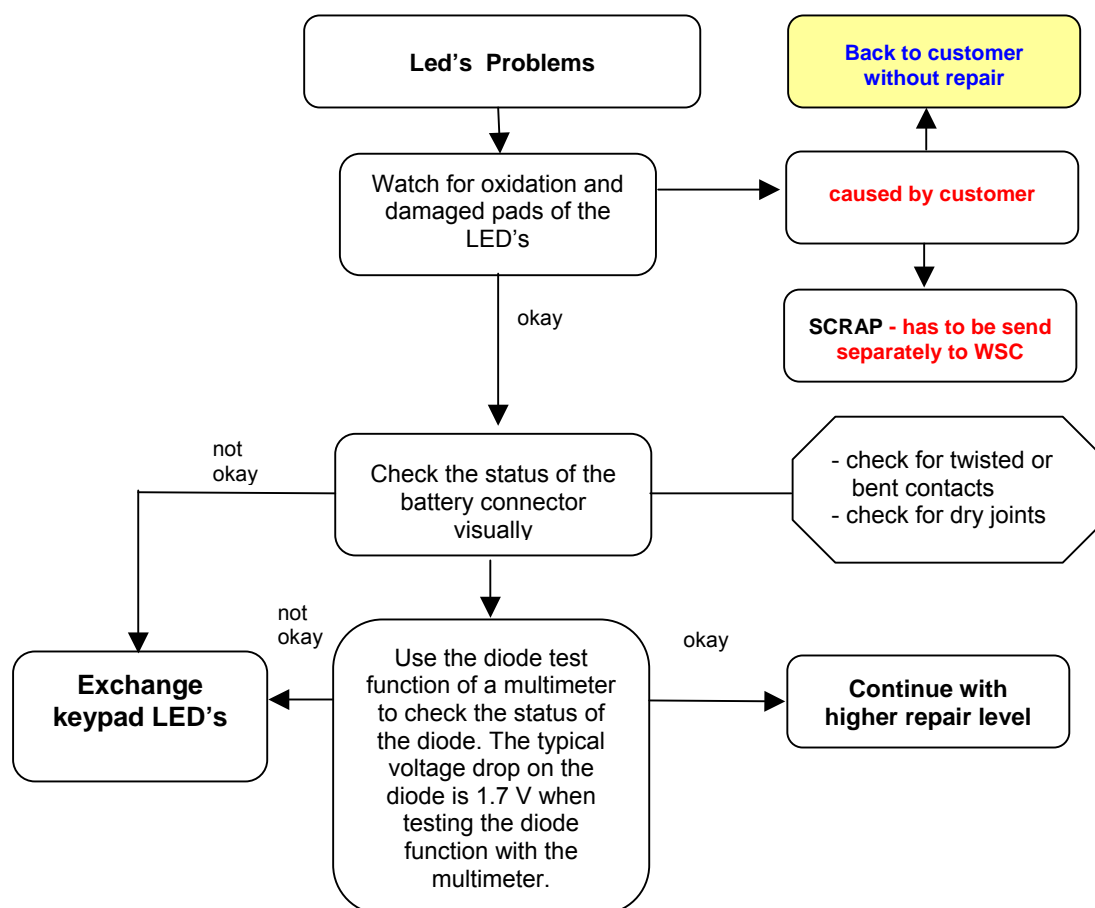 Led's Problems
Back to customer
without repair
Watch for oxidation and
damaged pads of the
LED's
caused by customer
okay
SCRAP - has to be send
separately to WSC
not
okay
Check the status of the
battery connector
visually
- check for twisted or
bent contacts
- check for dry joints
not
okay
okay
Exchange
keypad LED's
Use the diode test
function of a multimeter
to check the status of
the diode. The typical
voltage drop on the
diode is 1.7 V when
testing the diode
function with the
multimeter.
Continue with
higher repair level